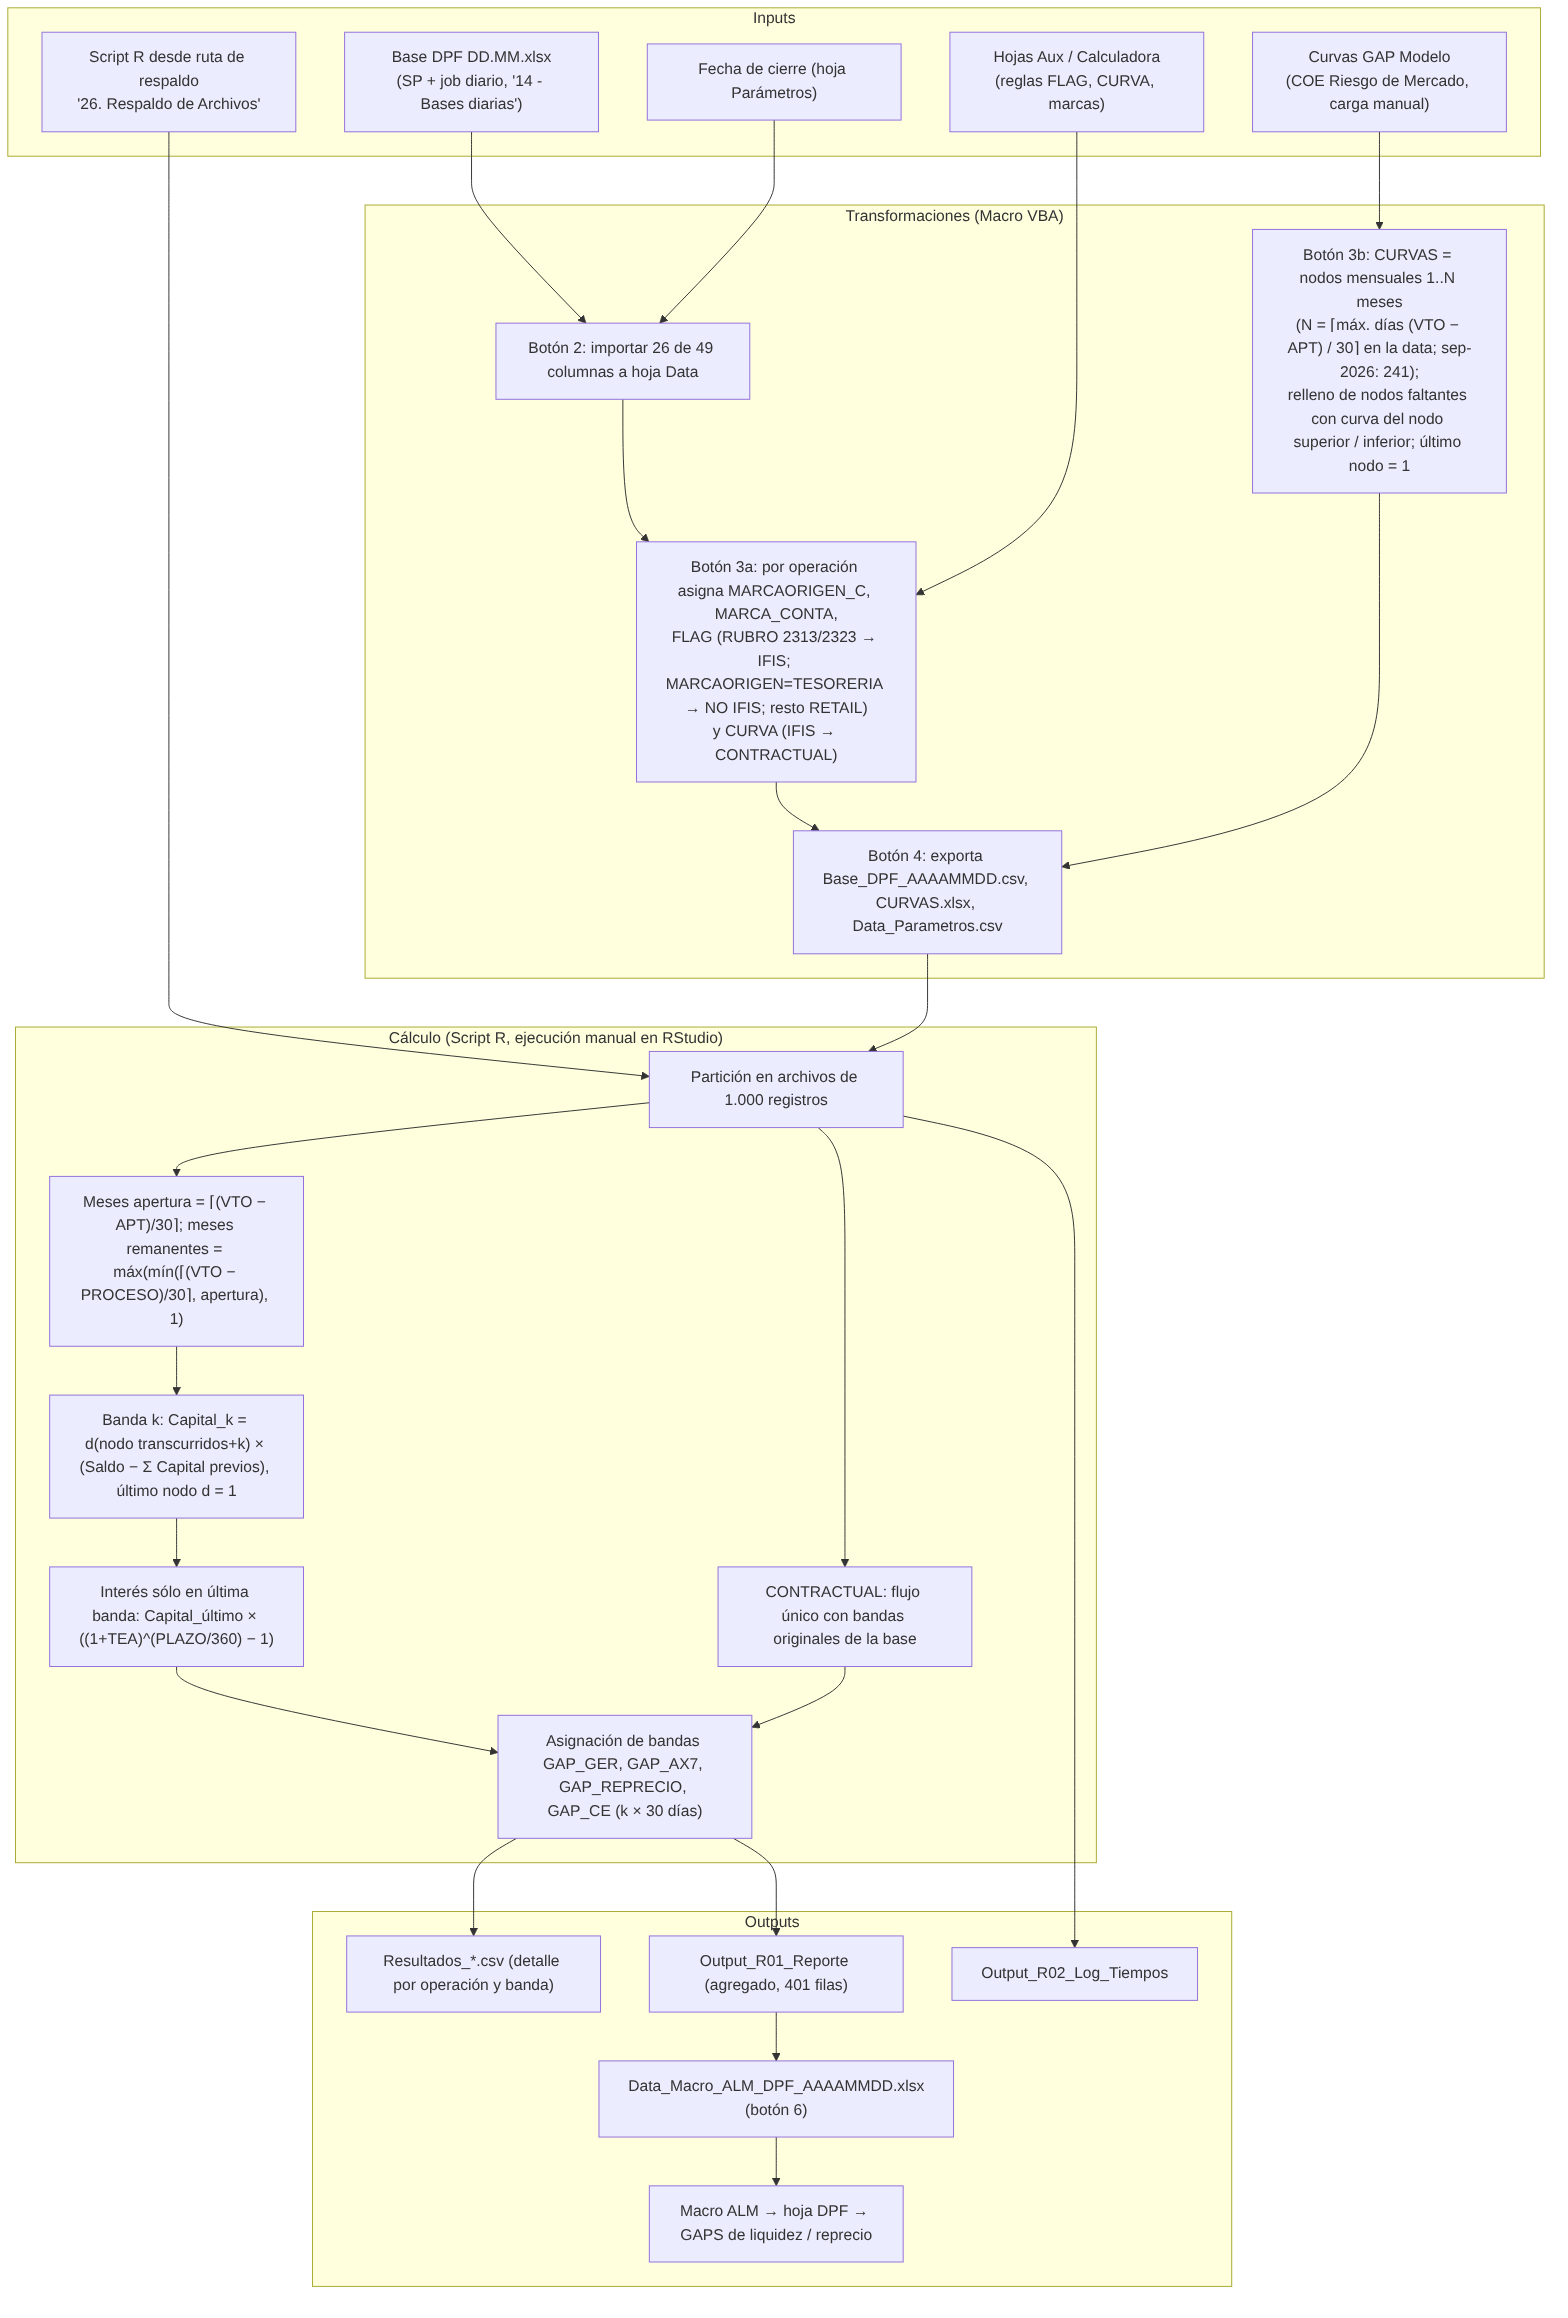 Inputs
Script R desde ruta de
respaldo
'26. Respaldo de Archivos'
Base DPF DD.MM.xlsx
(SP + job diario, '14 -
Bases diarias')
Fecha de cierre (hoja
Parámetros)
Hojas Aux / Calculadora
(reglas FLAG, CURVA,
marcas)
Curvas GAP Modelo
(COE Riesgo de Mercado,
carga manual)
Transformaciones (Macro VBA)
Botón 2: importar 26 de 49
columnas a hoja Data
Botón 3b: CURVAS =
nodos mensuales 1..N
meses
(N = ⌈máx. días (VTO −
APT) / 30⌉ en la data; sep-
2026: 241);
relleno de nodos faltantes
con curva del nodo
superior / inferior; último
nodo = 1
Botón 3a: por operación
asigna MARCAORIGEN_C,
MARCA_CONTA,
FLAG (RUBRO 2313/2323 →
IFIS;
MARCAORIGEN=TESORERIA
→ NO IFIS; resto RETAIL)
y CURVA (IFIS →
CONTRACTUAL)
Botón 4: exporta
Base_DPF_AAAAMMDD.csv,
CURVAS.xlsx,
Data_Parametros.csv
Cálculo (Script R, ejecución manual en RStudio)
Partición en archivos de
1.000 registros
Meses apertura = ⌈(VTO −
APT)/30⌉; meses
remanentes =
máx(mín(⌈(VTO −
PROCESO)/30⌉, apertura),
1)
Banda k: Capital_k =
d(nodo transcurridos+k) ×
(Saldo − Σ Capital previos),
último nodo d = 1
Interés sólo en última
banda: Capital_último ×
((1+TEA)^(PLAZO/360) − 1)
CONTRACTUAL: flujo
único con bandas
originales de la base
Asignación de bandas
GAP_GER, GAP_AX7,
GAP_REPRECIO,
GAP_CE (k × 30 días)
Outputs
Resultados_*.csv (detalle
por operación y banda)
Output_R01_Reporte
(agregado, 401 filas)
Output_R02_Log_Tiempos
Data_Macro_ALM_DPF_AAAAMMDD.xlsx
(botón 6)
Macro ALM → hoja DPF →
GAPS de liquidez / reprecio